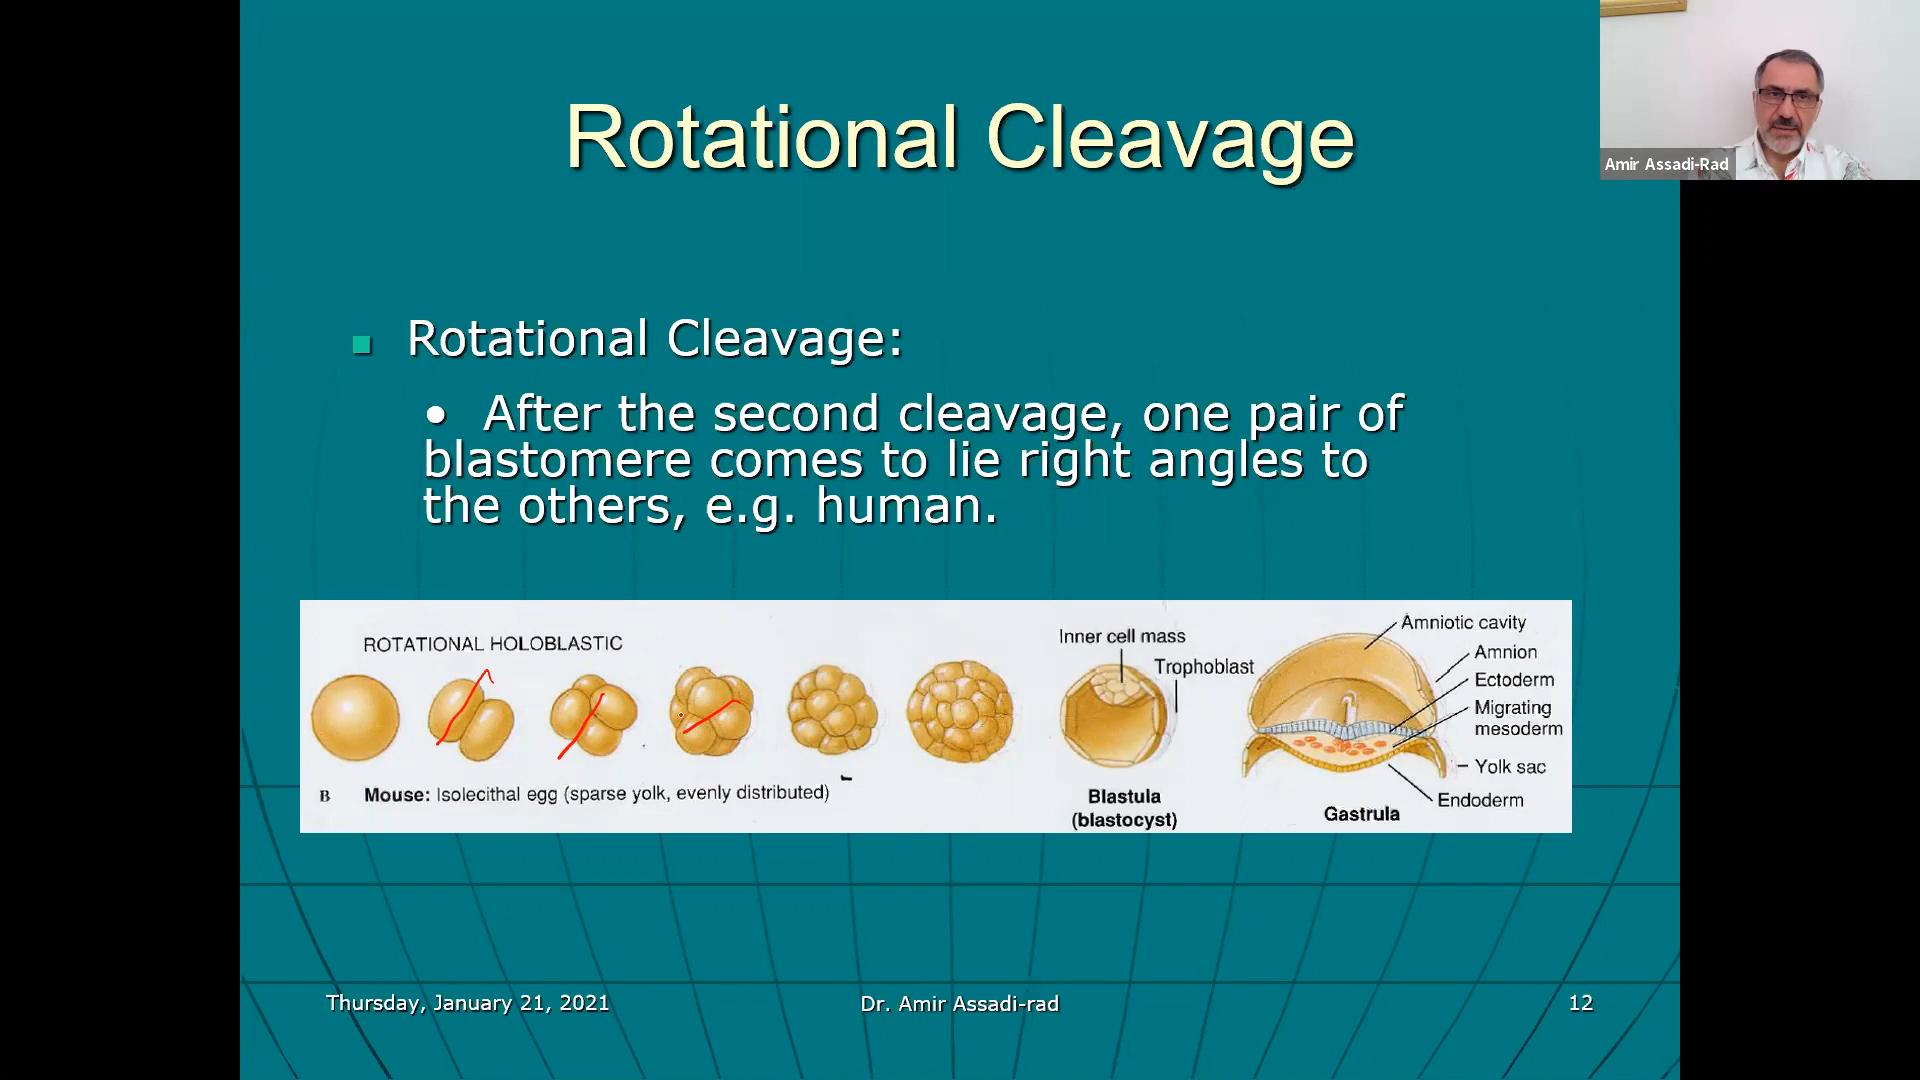 Rotational Cleavage
Amir Assadi-Rad
Rotational Cleavage:
• After the second cleavage, one pair of
blastomere comes to lie right angles to
the others, e.g. human.
ROTATIONAL HOLOBLASTIC
Inner cell mass
Trophoblast
Amniotic cavity
Amnion
Ectoderm
Migrating
mesoderm
Yolk sac
Endoderm
B Mouse: Isolecithal egg (sparse yolk, evenly distributed)
Blastula
(blastocyst)
Gastrula
Thursday, January 21, 2021
Dr. Amir Assadi-rad
12